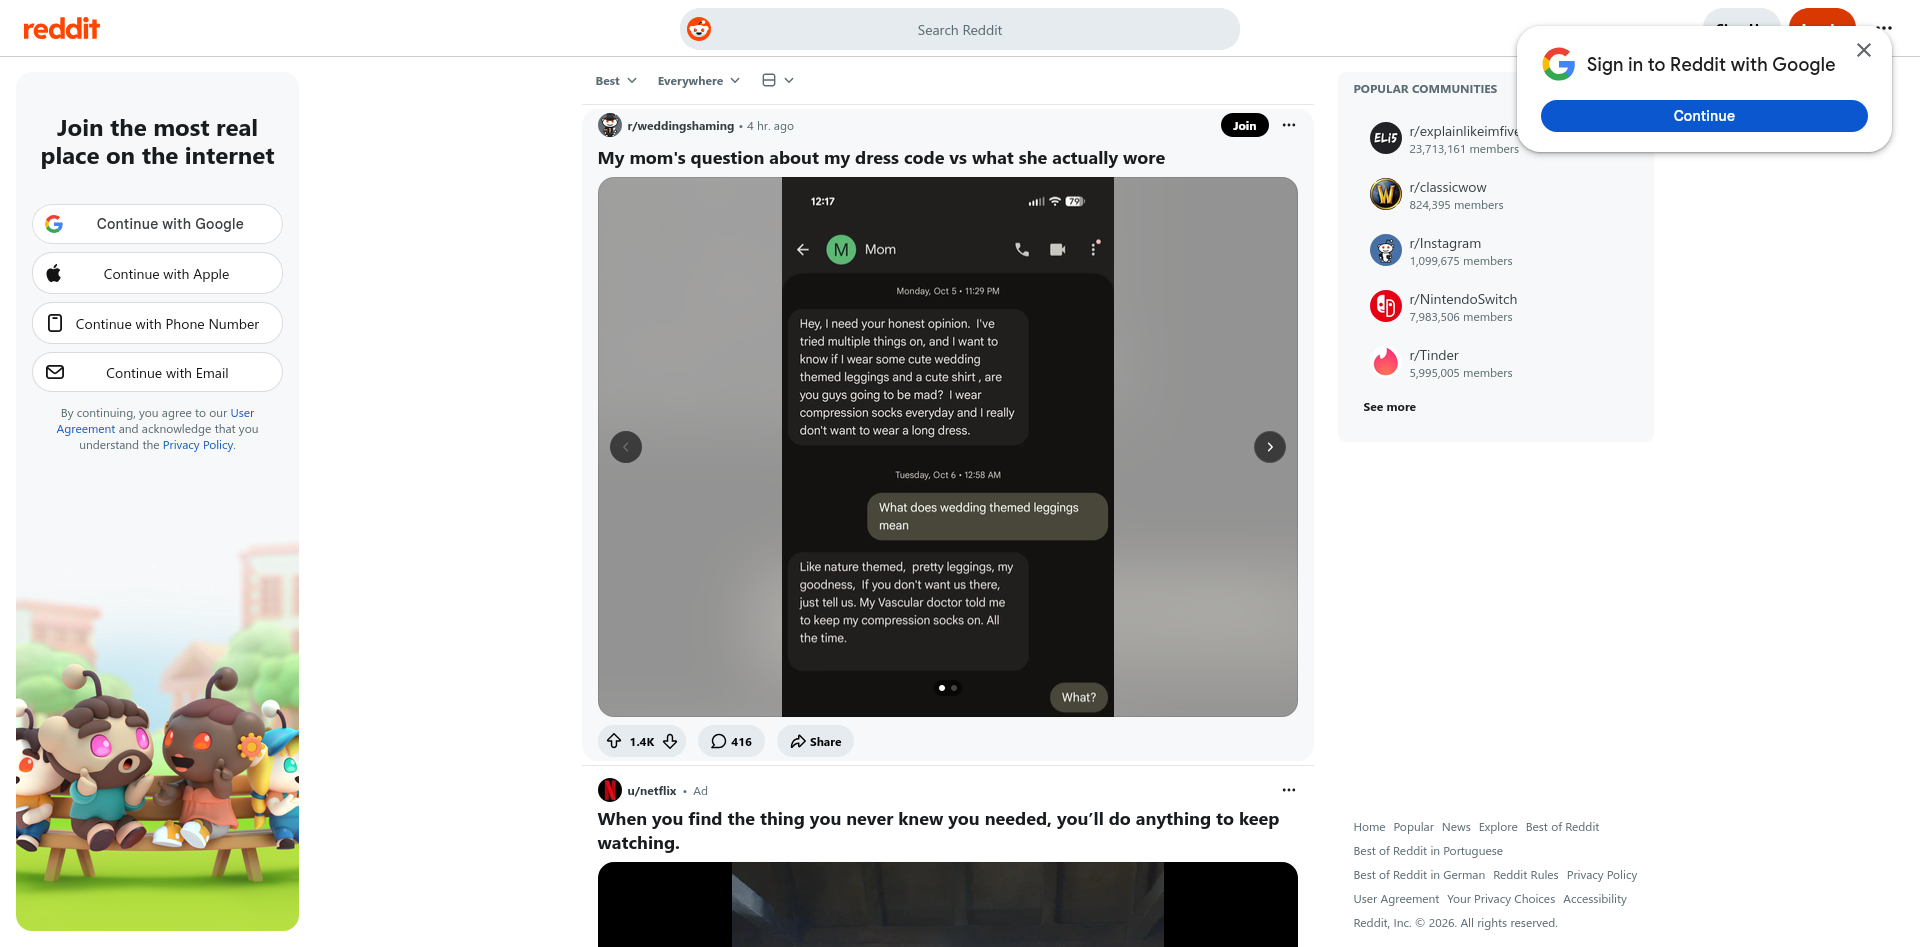 reddit
Search Reddit
Sign in to Reddit with Google
Continue
Join the most real
place on the internet
Continue with Google
Continue with Apple
Continue with Phone Number
Continue with Email
By continuing, you agree to our User
Agreement and acknowledge that you
understand the Privacy Policy.
Best
Everywhere
r/weddingshaming • 4 hr. ago
Join
My mom's question about my dress code vs what she actually wore
12:17
79
M
Mom
Monday, Oct 5 • 11:29 PM
Hey, I need your honest opinion. I've
tried multiple things on, and I want to
know if I wear some cute wedding
themed leggings and a cute shirt , are
you guys going to be mad? I wear
compression socks everyday and I really
don't want to wear a long dress.
Tuesday, Oct 6 • 12:58 AM
What does wedding themed leggings
mean
Like nature themed, pretty leggings, my
goodness, If you don't want us there,
just tell us. My Vascular doctor told me
to keep my compression socks on. All
the time.
What?
1.4K
416
Share
u/netflix • Ad
When you find the thing you never knew you needed, you’ll do anything to keep
watching.
POPULAR COMMUNITIES
ELI5
r/explainlikeimfive
23,713,161 members
W
r/classicwow
824,395 members
r/Instagram
1,099,675 members
r/NintendoSwitch
7,983,506 members
r/Tinder
5,995,005 members
See more
Home Popular News Explore Best of Reddit
Best of Reddit in Portuguese
Best of Reddit in German Reddit Rules Privacy Policy
User Agreement Your Privacy Choices Accessibility
Reddit, Inc. © 2026. All rights reserved.